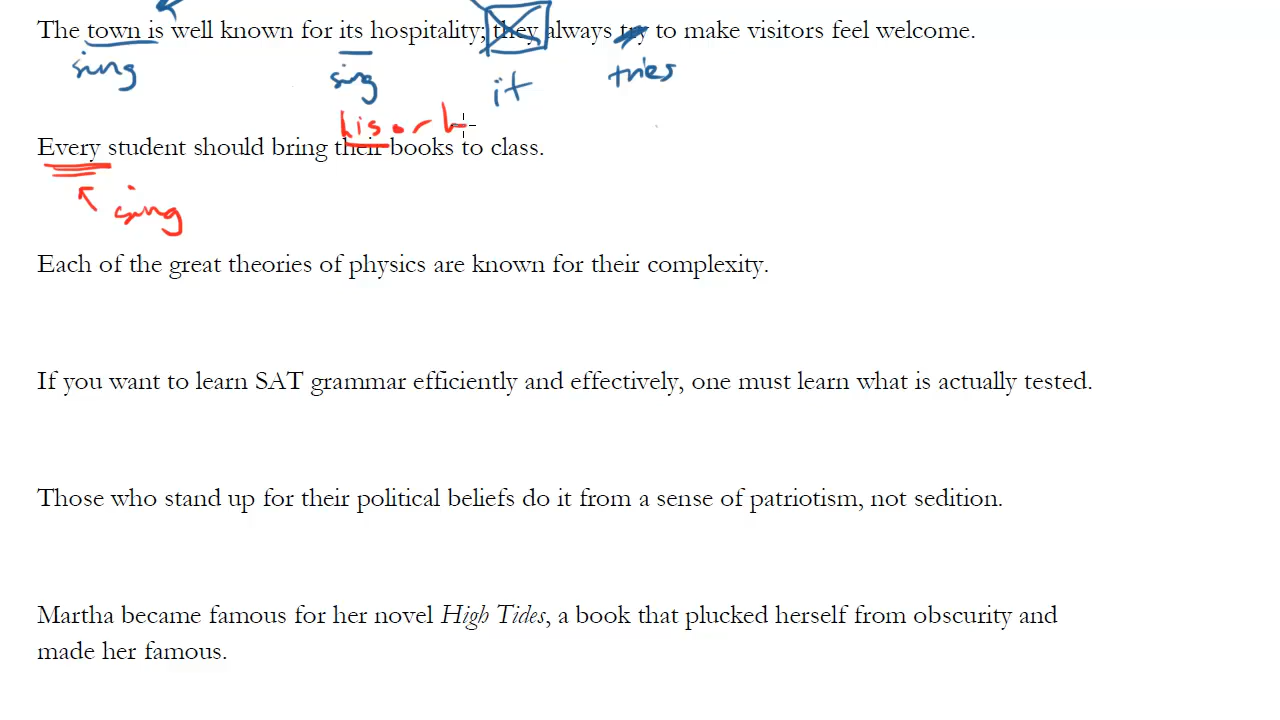 The town is well known for its hospitality; they always try to make visitors feel welcome.
sing sing it tries
his or h
Every student should bring their books to class.
sing
Each of the great theories of physics are known for their complexity.
If you want to learn SAT grammar efficiently and effectively, one must learn what is actually tested.
Those who stand up for their political beliefs do it from a sense of patriotism, not sedition.
Martha became famous for her novel High Tides, a book that plucked herself from obscurity and
made her famous.